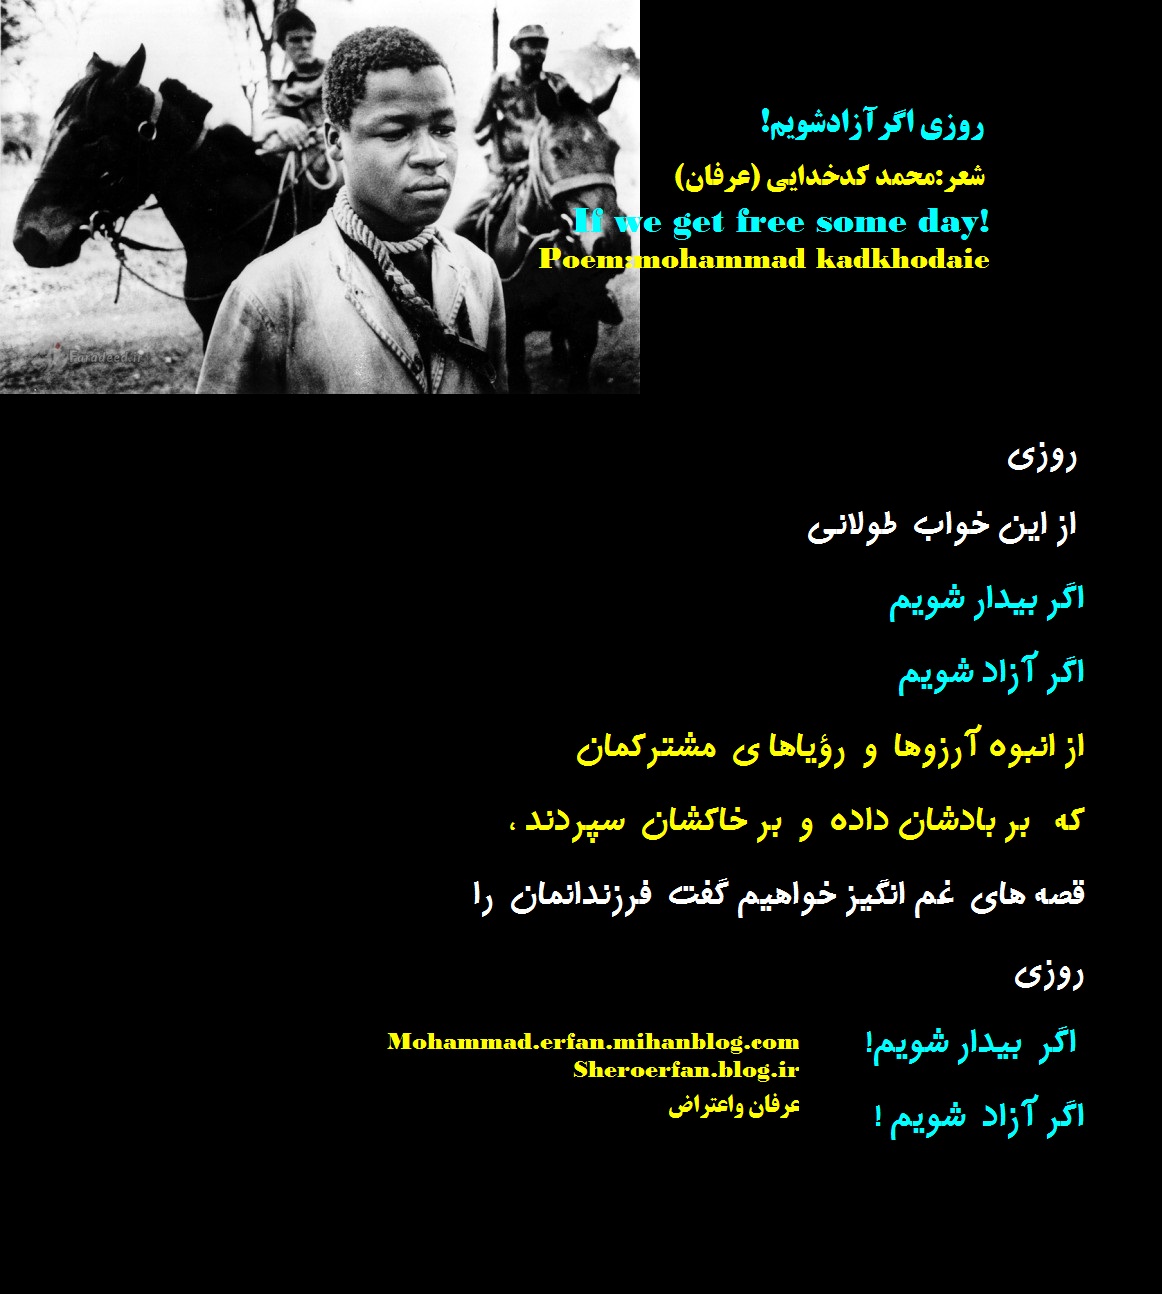 روزی اگر آزادشویم!
شعر:محمد کدخدایی (عرفان)
If we get free some day!
Poem:mohammad kadkhodaie
Faradeed.ir
روزی
از این خواب طولانی
اگر بیدار شویم
اگر آزاد شویم
از انبوه آرزوها و رؤیاها ی مشترکمان
که بر بادشان داده و بر خاکشان سپردند ،
قصه های غم انگیز خواهیم گفت فرزندانمان را
روزی
اگر بیدار شویم!
اگر آزاد شویم !
Mohammad.erfan.mihanblog.com
Sheroerfan.blog.ir
عرفان واعتراض